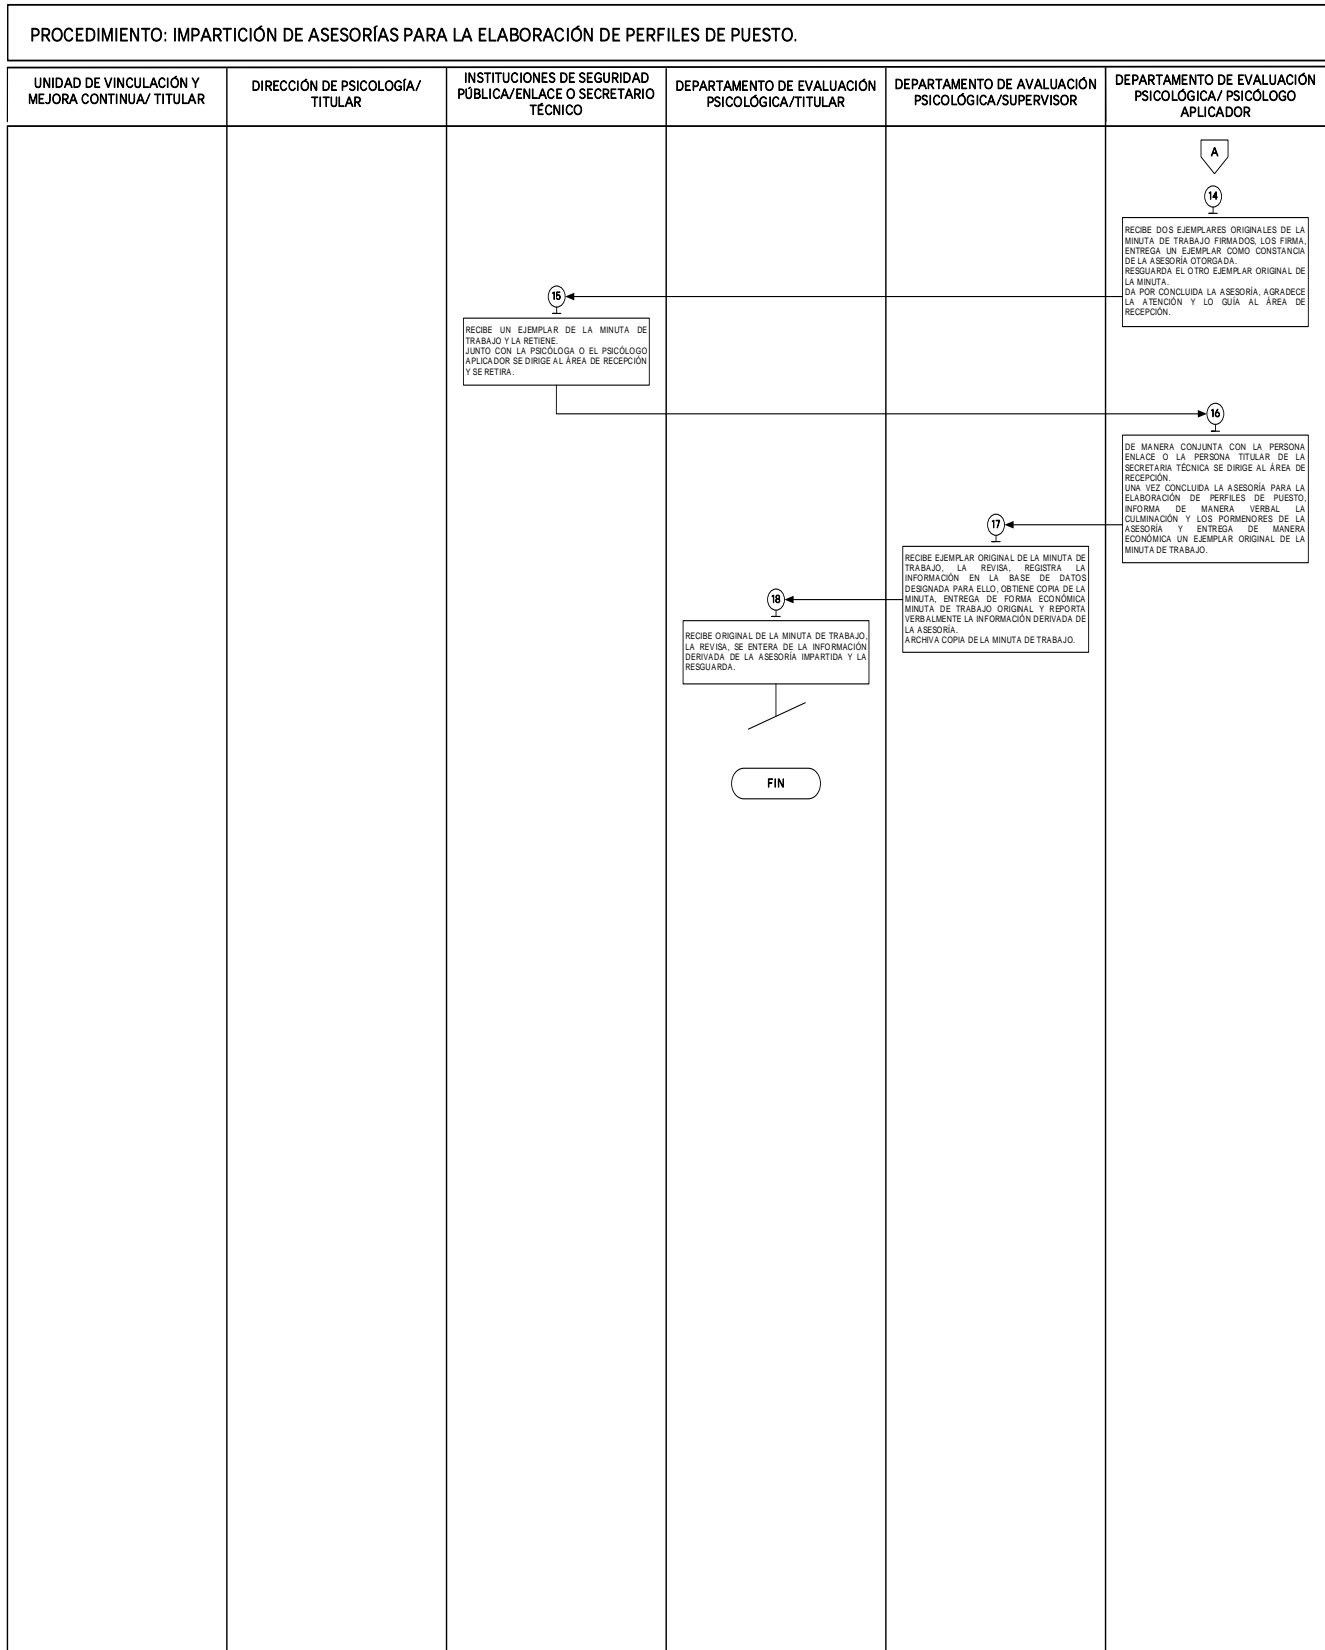 PROCEDIMIENTO: IMPARTICIÓN DE ASESORÍAS PARA LA ELABORACIÓN DE PERFILES DE PUESTO.
UNIDAD DE VINCULACIÓN Y
MEJORA CONTINUA/ TITULAR
DIRECCIÓN DE PSICOLOGÍA/
TITULAR
INSTITUCIONES DE SEGURIDAD
PÚBLICA/ENLACE O SECRETARIO
TÉCNICO
DEPARTAMENTO DE EVALUACIÓN
PSICOLÓGICA/TITULAR
DEPARTAMENTO DE AVALUACIÓN
PSICOLÓGICA/SUPERVISOR
DEPARTAMENTO DE EVALUACIÓN
PSICOLÓGICA/ PSICÓLOGO
APLICADOR
A
14
RECIBE DOS EJEMPLARES ORIGINALES DE LA
MINUTA DE TRABAJO FIRMADOS, LOS FIRMA,
ENTREGA UN EJEMPLAR COMO CONSTANCIA
DE LA ASESORÍA OTORGADA.
RESGUARDA EL OTRO EJEMPLAR ORIGINAL DE
LA MINUTA.
DA POR CONCLUIDA LA ASESORÍA, AGRADECE
LA ATENCIÓN Y LO GUÍA AL ÁREA DE
RECEPCIÓN.
15
RECIBE UN EJEMPLAR DE LA MINUTA DE
TRABAJO Y LA RETIENE.
JUNTO CON LA PSICÓLOGA O EL PSICÓLOGO
APLICADOR SE DIRIGE AL ÁREA DE RECEPCIÓN
Y SE RETIRA.
16
DE MANERA CONJUNTA CON LA PERSONA
ENLACE O LA PERSONA TITULAR DE LA
SECRETARIA TÉCNICA SE DIRIGE AL ÁREA DE
RECEPCIÓN.
UNA VEZ CONCLUIDA LA ASESORÍA PARA LA
ELABORACIÓN DE PERFILES DE PUESTO,
INFORMA DE MANERA VERBAL LA
CULMINACIÓN Y LOS PORMENORES DE LA
ASESORÍA Y ENTREGA DE MANERA
ECONÓMICA UN EJEMPLAR ORIGINAL DE LA
MINUTA DE TRABAJO.
17
RECIBE EJEMPLAR ORIGINAL DE LA MINUTA DE
TRABAJO, LA REVISA, REGISTRA LA
INFORMACIÓN EN LA BASE DE DATOS
DESIGNADA PARA ELLO, OBTIENE COPIA DE LA
MINUTA, ENTREGA DE FORMA ECONÓMICA
MINUTA DE TRABAJO ORIGINAL Y REPORTA
VERBALMENTE LA INFORMACIÓN DERIVADA DE
LA ASESORÍA.
ARCHIVA COPIA DE LA MINUTA DE TRABAJO.
18
RECIBE ORIGINAL DE LA MINUTA DE TRABAJO,
LA REVISA, SE ENTERA DE LA INFORMACIÓN
DERIVADA DE LA ASESORÍA IMPARTIDA Y LA
RESGUARDA.
FIN